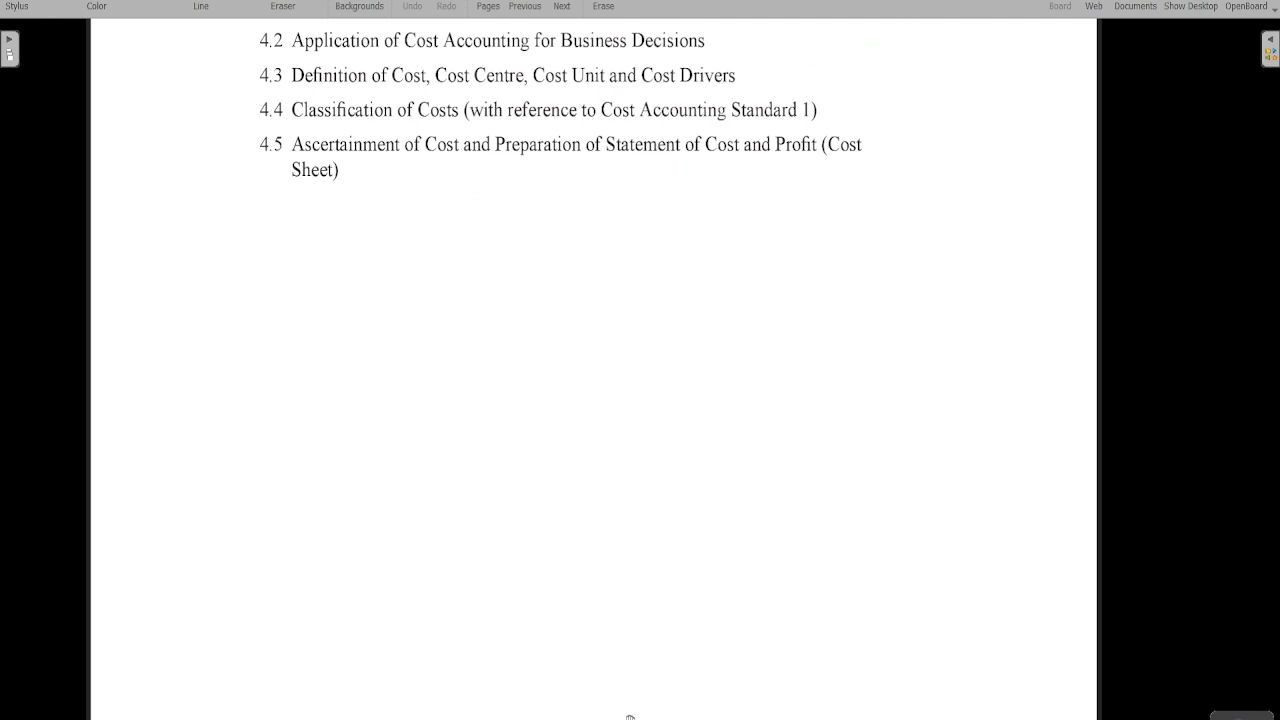 Stylus Color Line Eraser Backgrounds Undo Redo Pages Previous Next Erase Board Web Documents Show Desktop OpenBoard
4.2 Application of Cost Accounting for Business Decisions
4.3 Definition of Cost, Cost Centre, Cost Unit and Cost Drivers
4.4 Classification of Costs (with reference to Cost Accounting Standard 1)
4.5 Ascertainment of Cost and Preparation of Statement of Cost and Profit (Cost
Sheet)